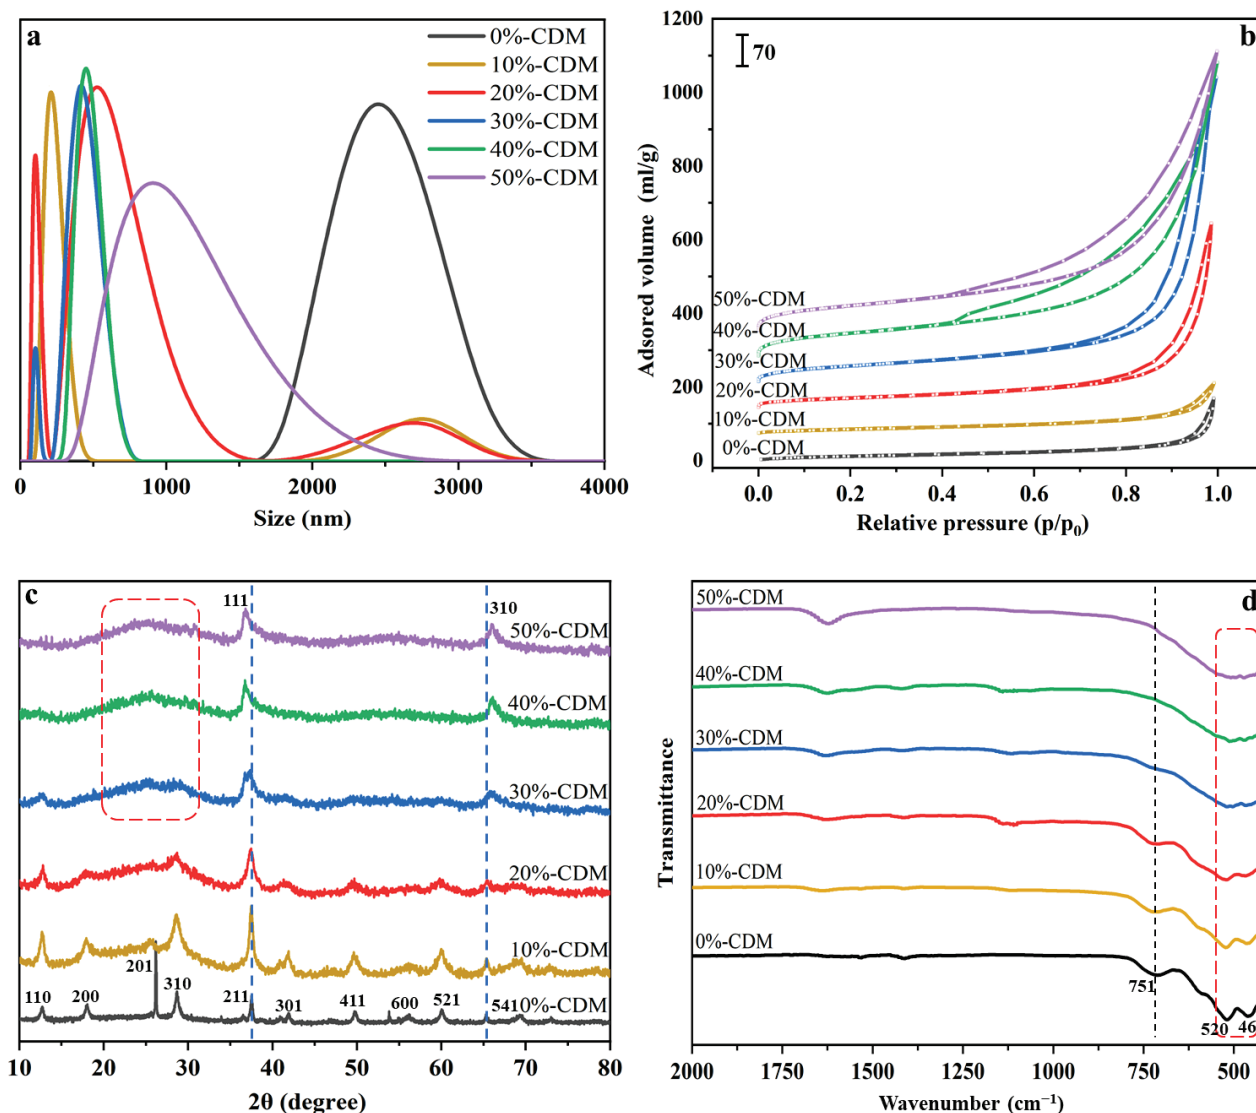 a
0%-CDM
10%-CDM
20%-CDM
30%-CDM
40%-CDM
50%-CDM
0 1000 2000 3000 4000
Size (nm)
b
70
1200
1000
800
600
400
200
0
Adsored volume (ml/g)
50%-CDM
40%-CDM
30%-CDM
20%-CDM
10%-CDM
0%-CDM
0.0 0.2 0.4 0.6 0.8 1.0
Relative pressure (p/p0)
c
111
310
50%-CDM
40%-CDM
30%-CDM
20%-CDM
10%-CDM
0%-CDM
110 200 201 310 211 301 411 600 521 541
10 20 30 40 50 60 70 80
2θ (degree)
d
50%-CDM
40%-CDM
30%-CDM
20%-CDM
10%-CDM
0%-CDM
751
520
46
Transmittance
2000 1750 1500 1250 1000 750 500
Wavenumber (cm⁻¹)